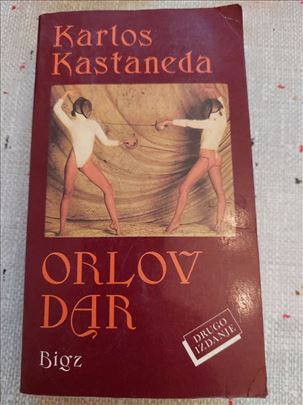 Karlos
Kastaneda
ORLOV
DAR
Bigz
DRUGO
IZDANJE